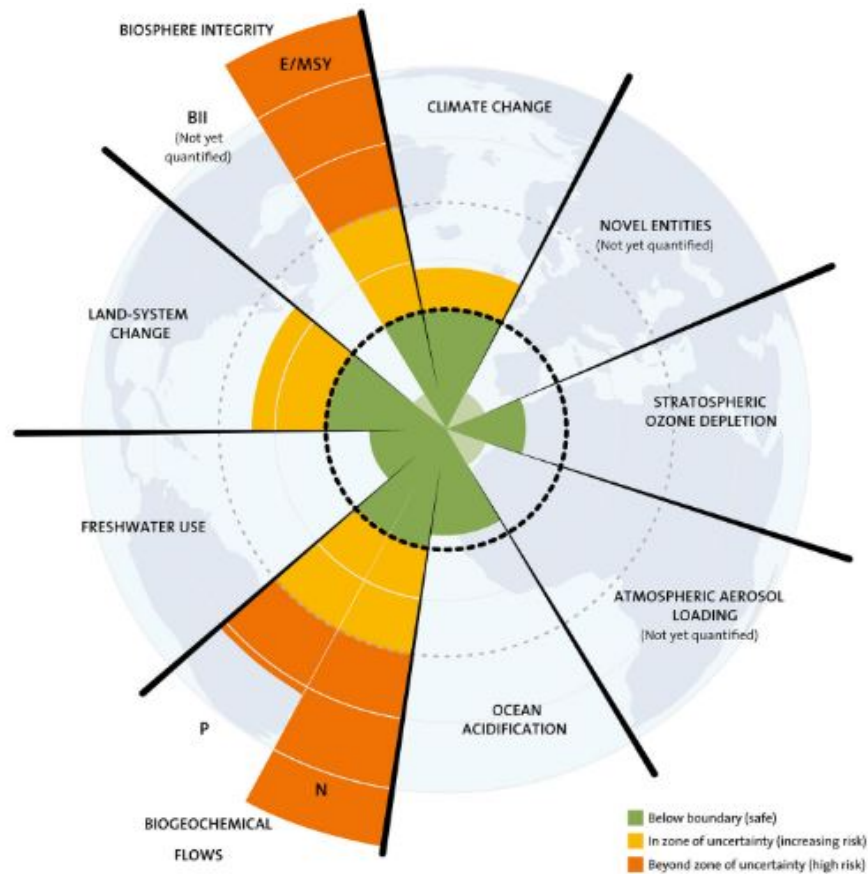 BIOSPHERE INTEGRITY
E/MSY
BII
(Not yet
quantified)
CLIMATE CHANGE
NOVEL ENTITIES
(Not yet quantified)
LAND-SYSTEM
CHANGE
STRATOSPHERIC
OZONE DEPLETION
FRESHWATER USE
ATMOSPHERIC AEROSOL
LOADING
(Not yet quantified)
OCEAN
ACIDIFICATION
P
N
BIOGEOCHEMICAL
FLOWS
Below boundary (safe)
In zone of uncertainty (increasing risk)
Beyond zone of uncertainty (high risk)